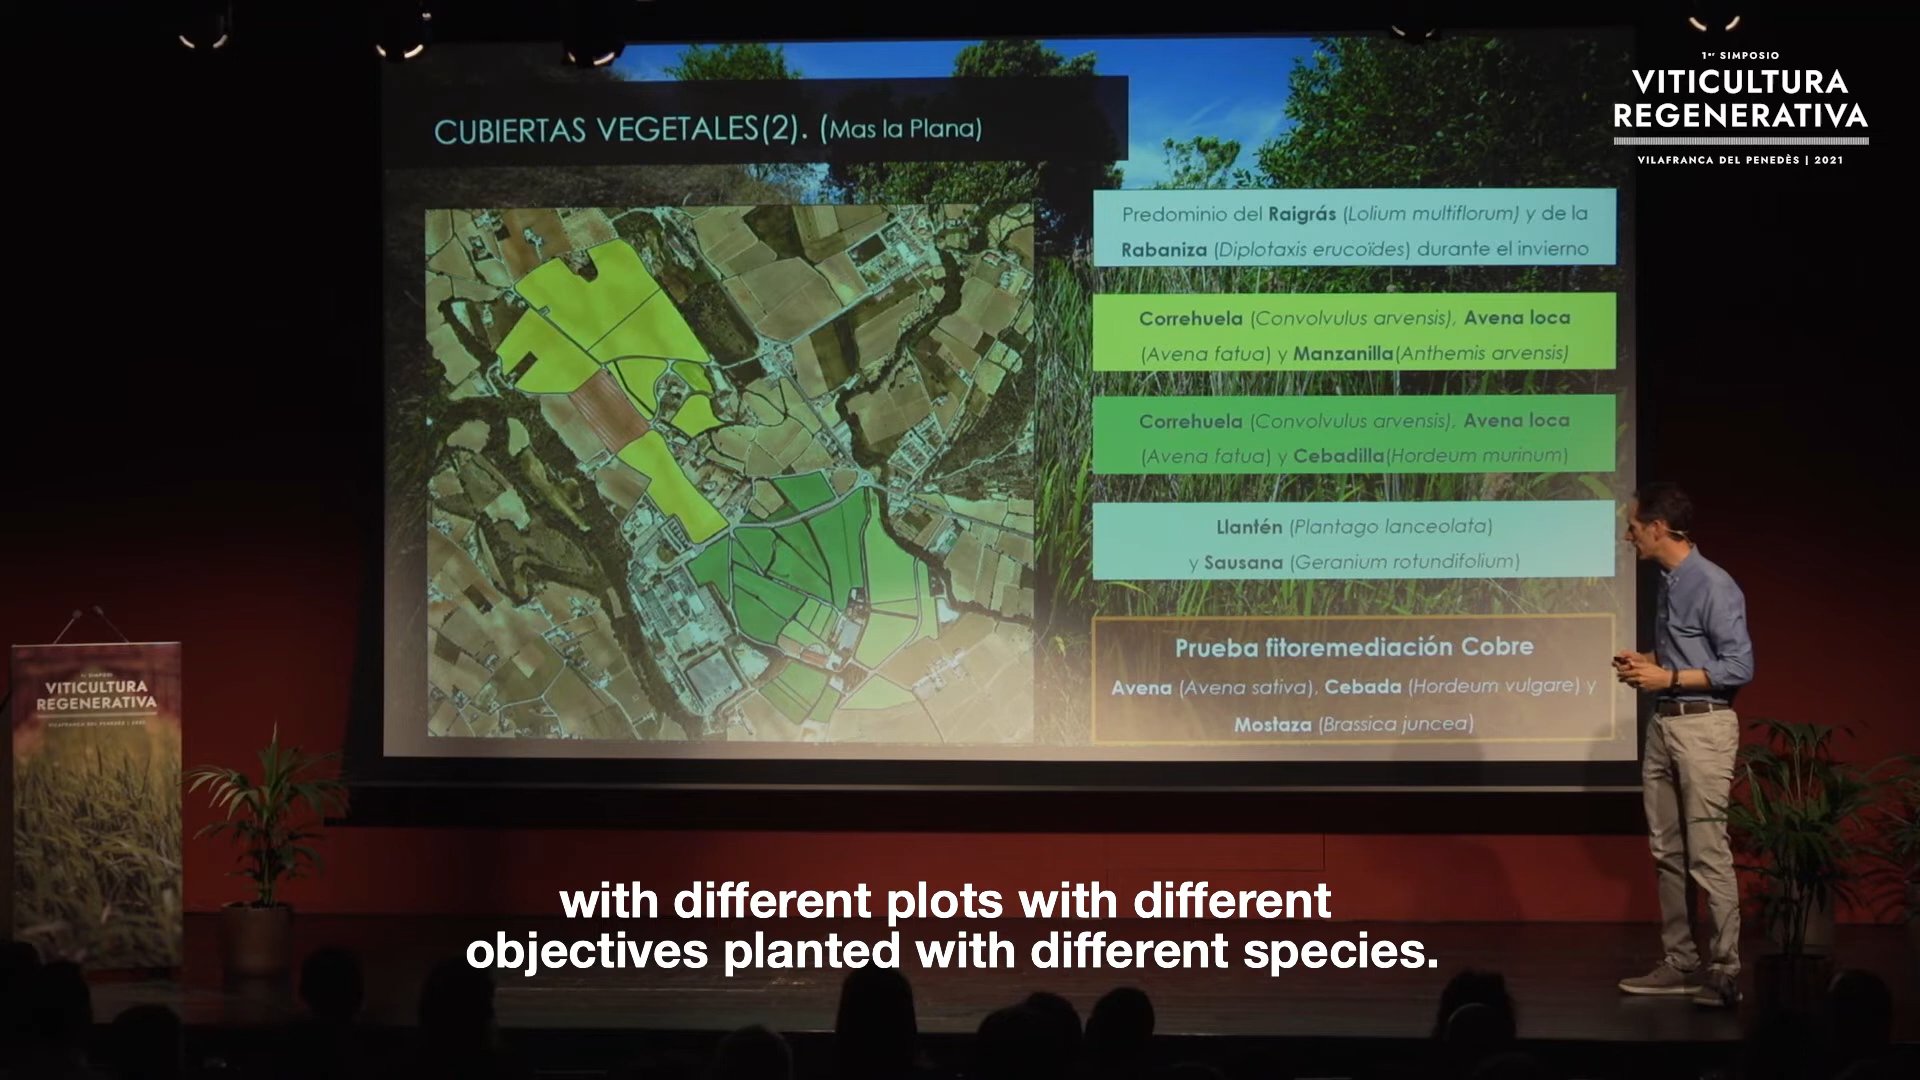 1er SIMPOSIO
VITICULTURA
REGENERATIVA
VILAFRANCA DEL PENEDÈS | 2021
CUBIERTAS VEGETALES(2). (Mas la Plana)
Predominio del Raigrás (Lolium multiflorum) y de la
Rabaniza (Diplotaxis erucoïdes) durante el invierno
Correhuela (Convolvulus arvensis), Avena loca
(Avena fatua) y Manzanilla(Anthemis arvensis)
Correhuela (Convolvulus arvensis), Avena loca
(Avena fatua) y Cebadilla(Hordeum murinum)
Llantén (Plantago lanceolata)
y Sausana (Geranium rotundifolium)
Prueba fitoremediación Cobre
Avena (Avena sativa), Cebada (Hordeum vulgare) y
Mostaza (Brassica juncea)
VITICULTURA
REGENERATIVA
with different plots with different
objectives planted with different species.